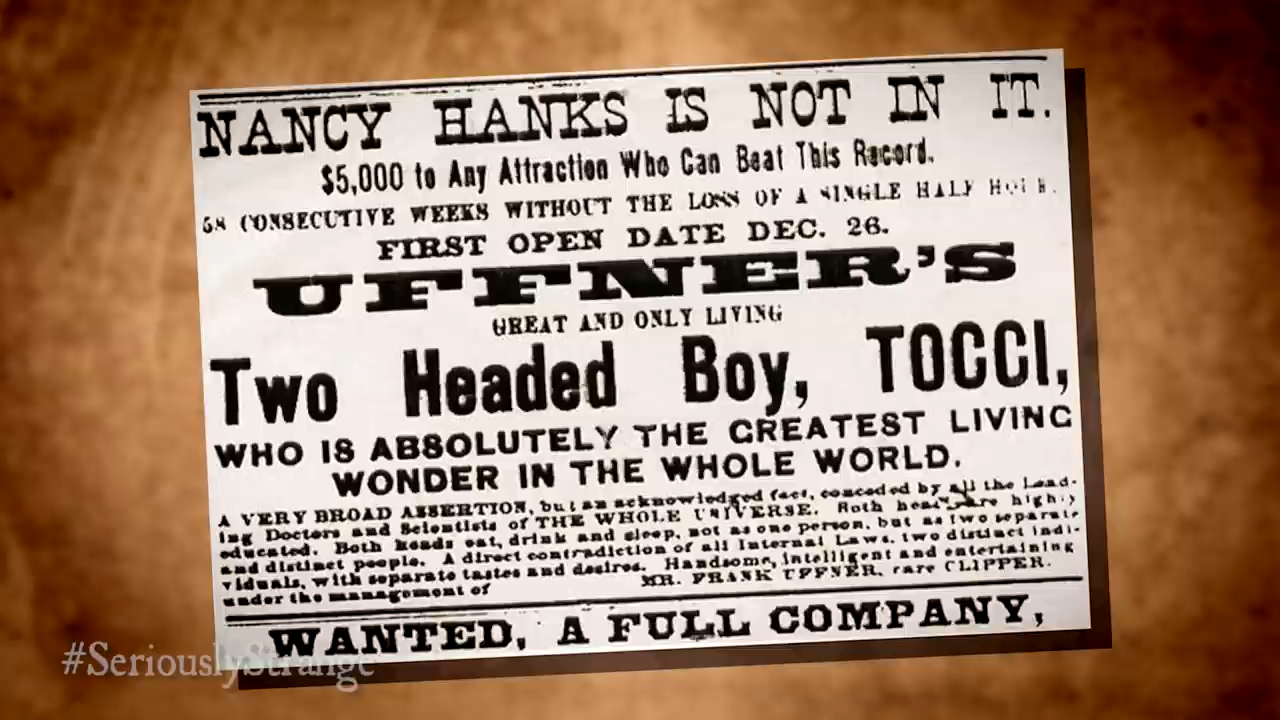 NANCY HANKS IS NOT IN IT.
$5,000 to Any Attraction Who Can Beat This Record.
58 CONSECUTIVE WEEKS WITHOUT THE LOSS OF A SINGLE HALF HOUR.
FIRST OPEN DATE DEC. 26.
UFFNER'S
GREAT AND ONLY LIVING
Two Headed Boy, TOCCI,
WHO IS ABSOLUTELY THE GREATEST LIVING
WONDER IN THE WHOLE WORLD.
A VERY BROAD ASSERTION, but an acknowledged fact, conceded by all the Lead-
ing Doctors and Scientists of THE WHOLE UNIVERSE. Both heads are highly
educated. Both heads eat, drink and sleep, not as one person, but as two separate
and distinct people. A direct contradiction of all Internal Laws, two distinct indi-
viduals, with separate tastes and desires. Handsome, intelligent and entertaining
under the management of MR. FRANK UFFNER, care CLIPPER.
WANTED, A FULL COMPANY,
#SeriouslyStrange